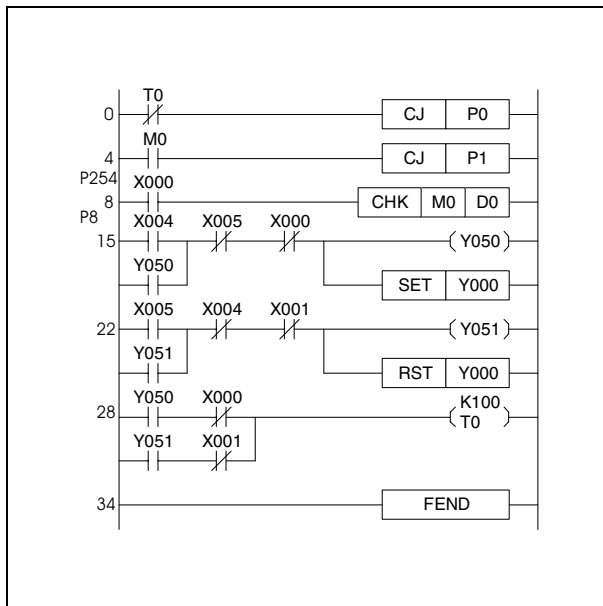 T0
0 CJ P0
M0
4 CJ P1
P254 X000
8 CHK M0 D0
P8 X004 X005 X000
15 Y050
Y050
SET Y000
X005 X004 X001
22 Y051
Y051
RST Y000
Y050 X000 K100
28 T0
Y051 X001
34 FEND